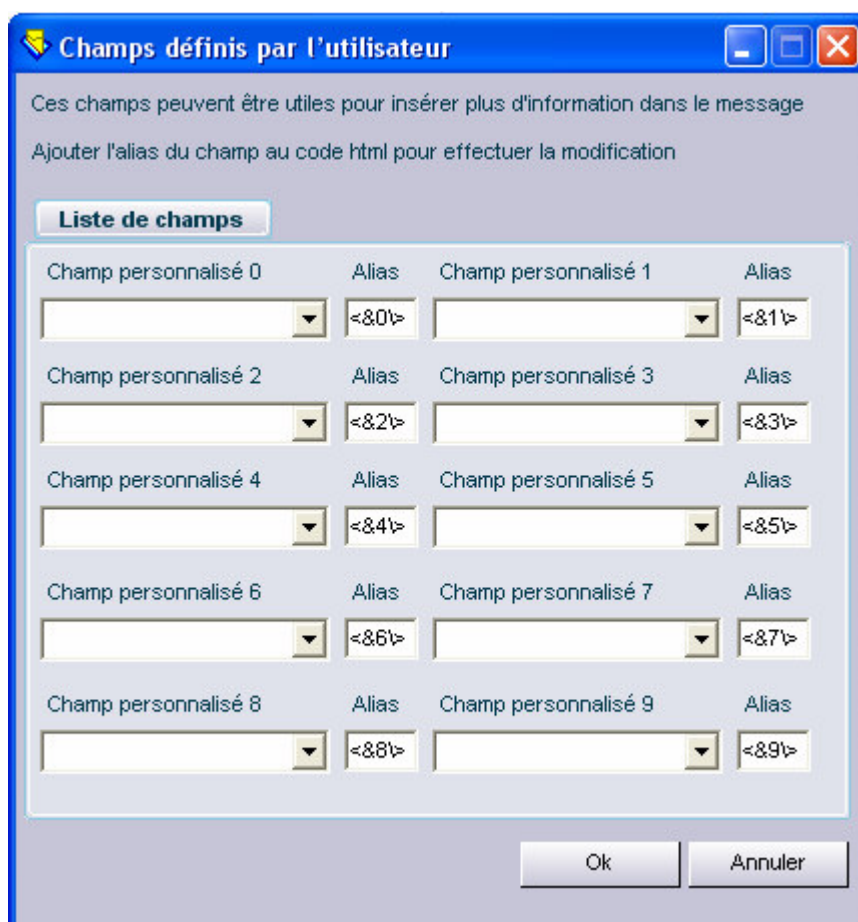 Champs définis par l'utilisateur
Ces champs peuvent être utiles pour insérer plus d'information dans le message
Ajouter l'alias du champ au code html pour effectuer la modification
Liste de champs
Champ personnalisé 0 Alias Champ personnalisé 1 Alias
<&0\> <&1\>
Champ personnalisé 2 Alias Champ personnalisé 3 Alias
<&2\> <&3\>
Champ personnalisé 4 Alias Champ personnalisé 5 Alias
<&4\> <&5\>
Champ personnalisé 6 Alias Champ personnalisé 7 Alias
<&6\> <&7\>
Champ personnalisé 8 Alias Champ personnalisé 9 Alias
<&8\> <&9\>
Ok Annuler